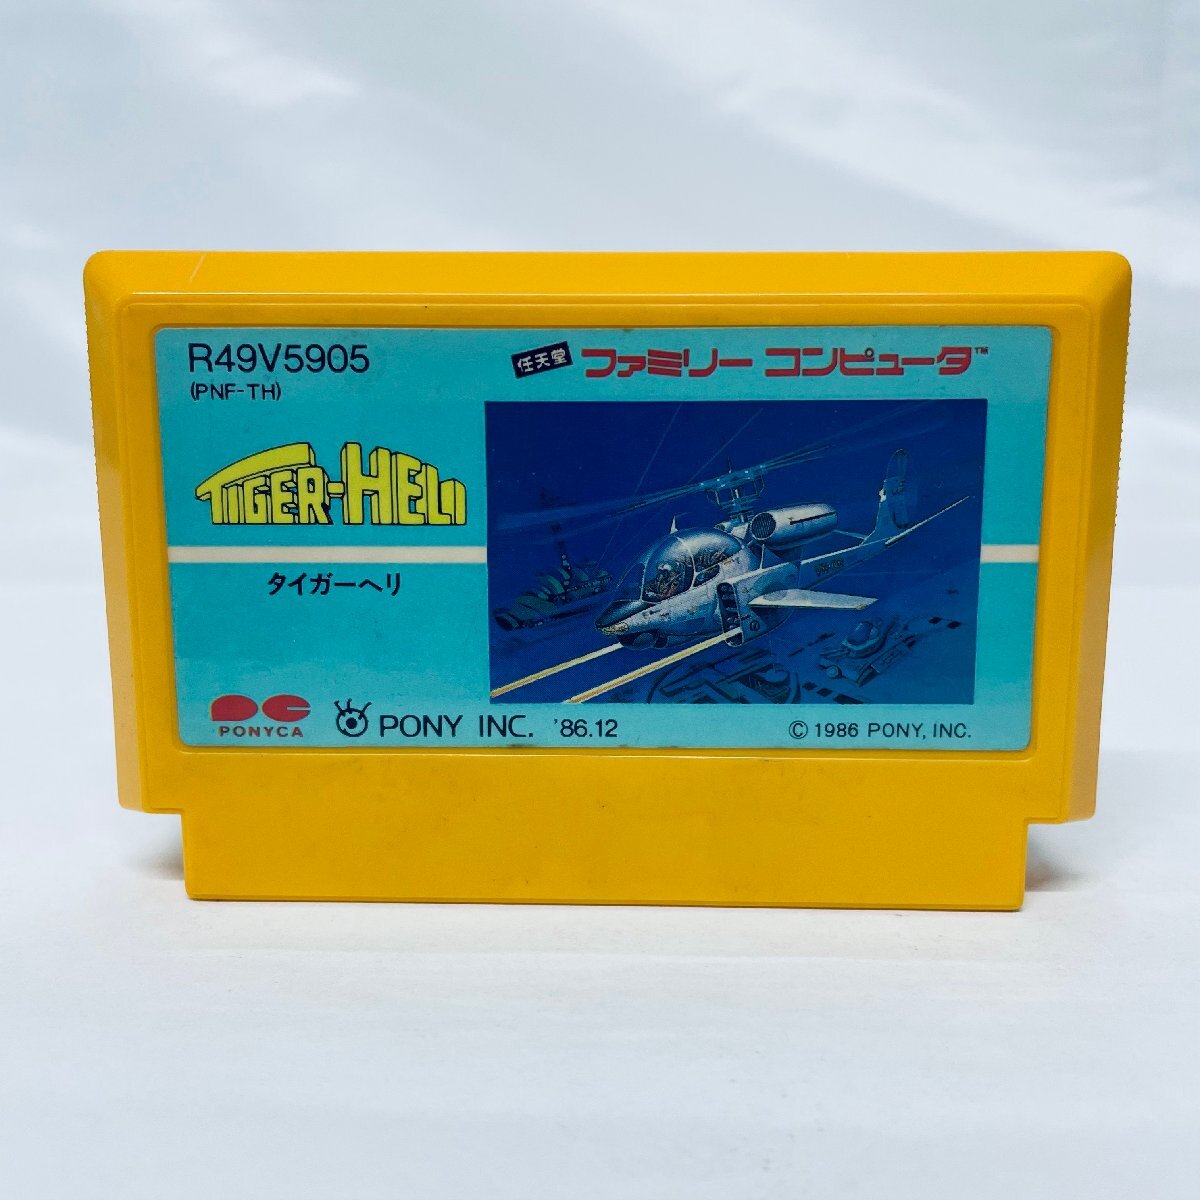 R49V5905
(PNF-TH)
任天堂 ファミリー コンピュータ™
TIGER-HELI
タイガーヘリ
PONYCA
PONY INC. '86.12
© 1986 PONY, INC.